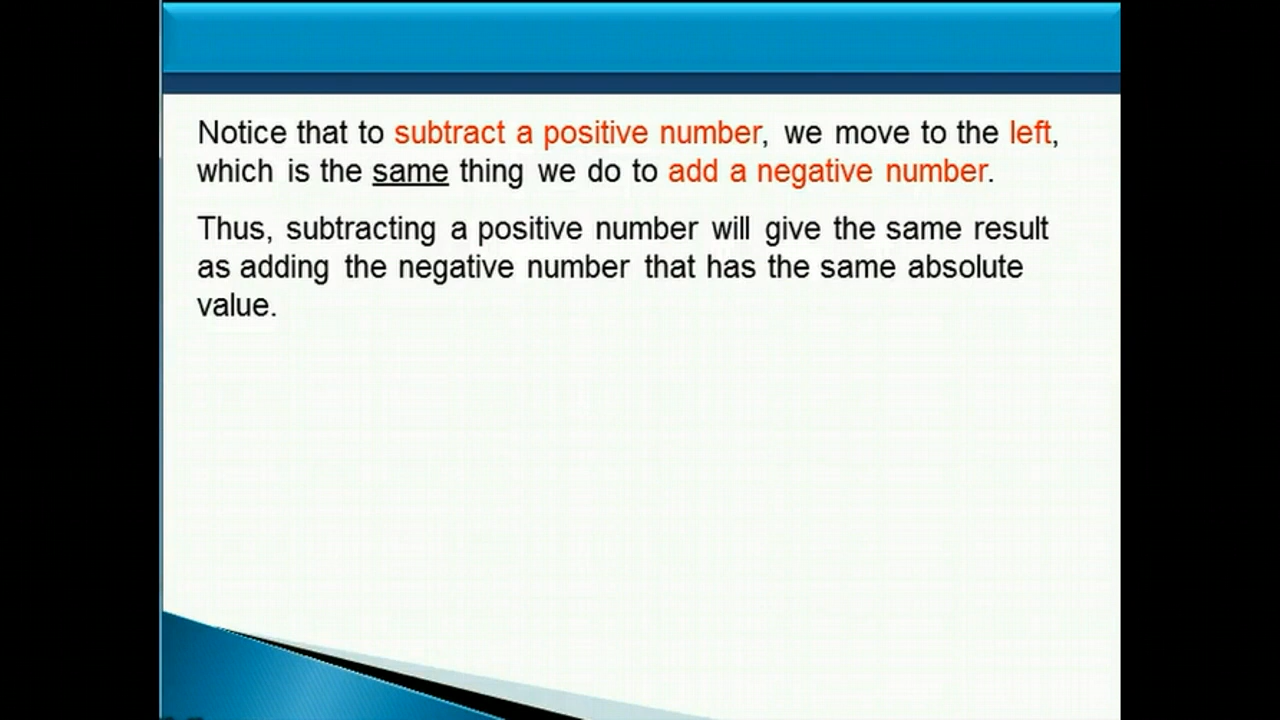 Notice that to subtract a positive number, we move to the left,
which is the same thing we do to add a negative number.
Thus, subtracting a positive number will give the same result
as adding the negative number that has the same absolute
value.